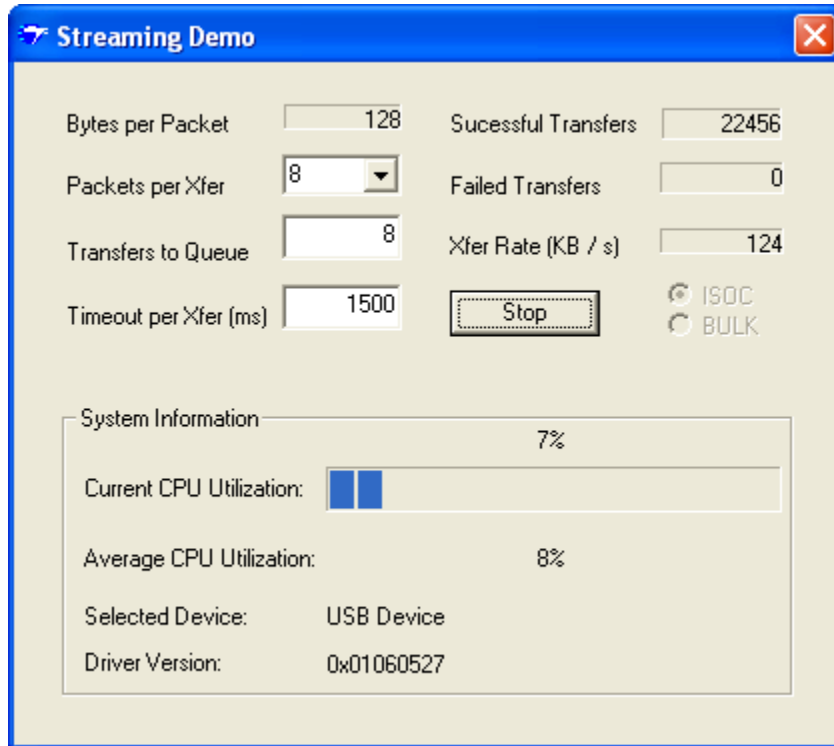 Streaming Demo
Bytes per Packet 128
Sucessful Transfers 22456
Packets per Xfer 8
Failed Transfers 0
Transfers to Queue 8
Xfer Rate (KB / s) 124
Timeout per Xfer (ms) 1500
Stop
ISOC
BULK
System Information
7%
Current CPU Utilization:
Average CPU Utilization: 8%
Selected Device: USB Device
Driver Version: 0x01060527